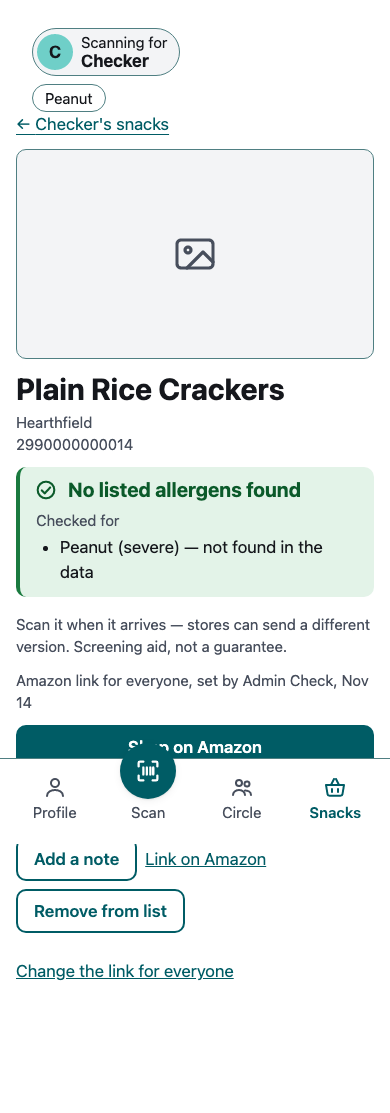 C
Scanning for
Checker
Peanut
← Checker's snacks
Plain Rice Crackers
Hearthfield
2990000000014
No listed allergens found
Checked for
• Peanut (severe) — not found in the
data
Scan it when it arrives — stores can send a different
version. Screening aid, not a guarantee.
Amazon link for everyone, set by Admin Check, Nov
14
Shop on Amazon
Profile
Scan
Circle
Snacks
Add a note
Link on Amazon
Remove from list
Change the link for everyone